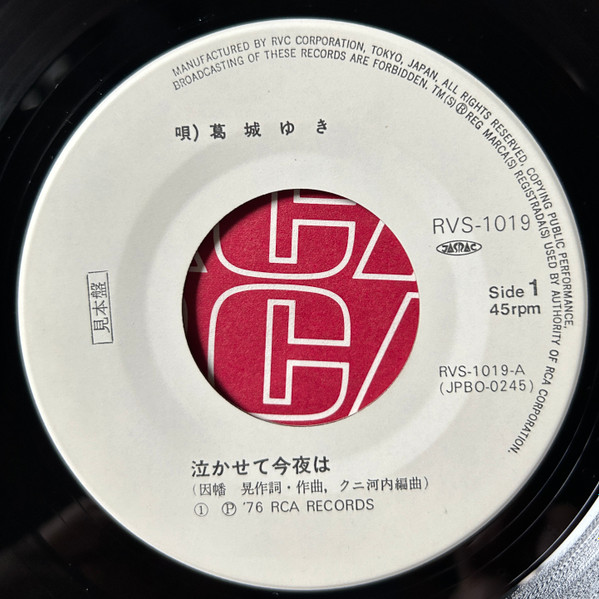 MANUFACTURED BY RVC CORPORATION, TOKYO, JAPAN, ALL RIGHTS RESERVED, COPYING PUBLIC PERFORMANCE,
BROADCASTING OF THESE RECORDS ARE FORBIDDEN. TM(S)®REG MARCA(S) REGISTRADA(S) USED BY AUTHORITY OF RCA CORPORATION.
唄) 葛城ゆき
RVS-1019
JASRAC
見本盤
Side 1
45rpm
RVS-1019-A
(JPBO-0245)
泣かせて今夜は
(因幡 晃作詞・作曲, クニ河内編曲)
① Ⓟ '76 RCA RECORDS